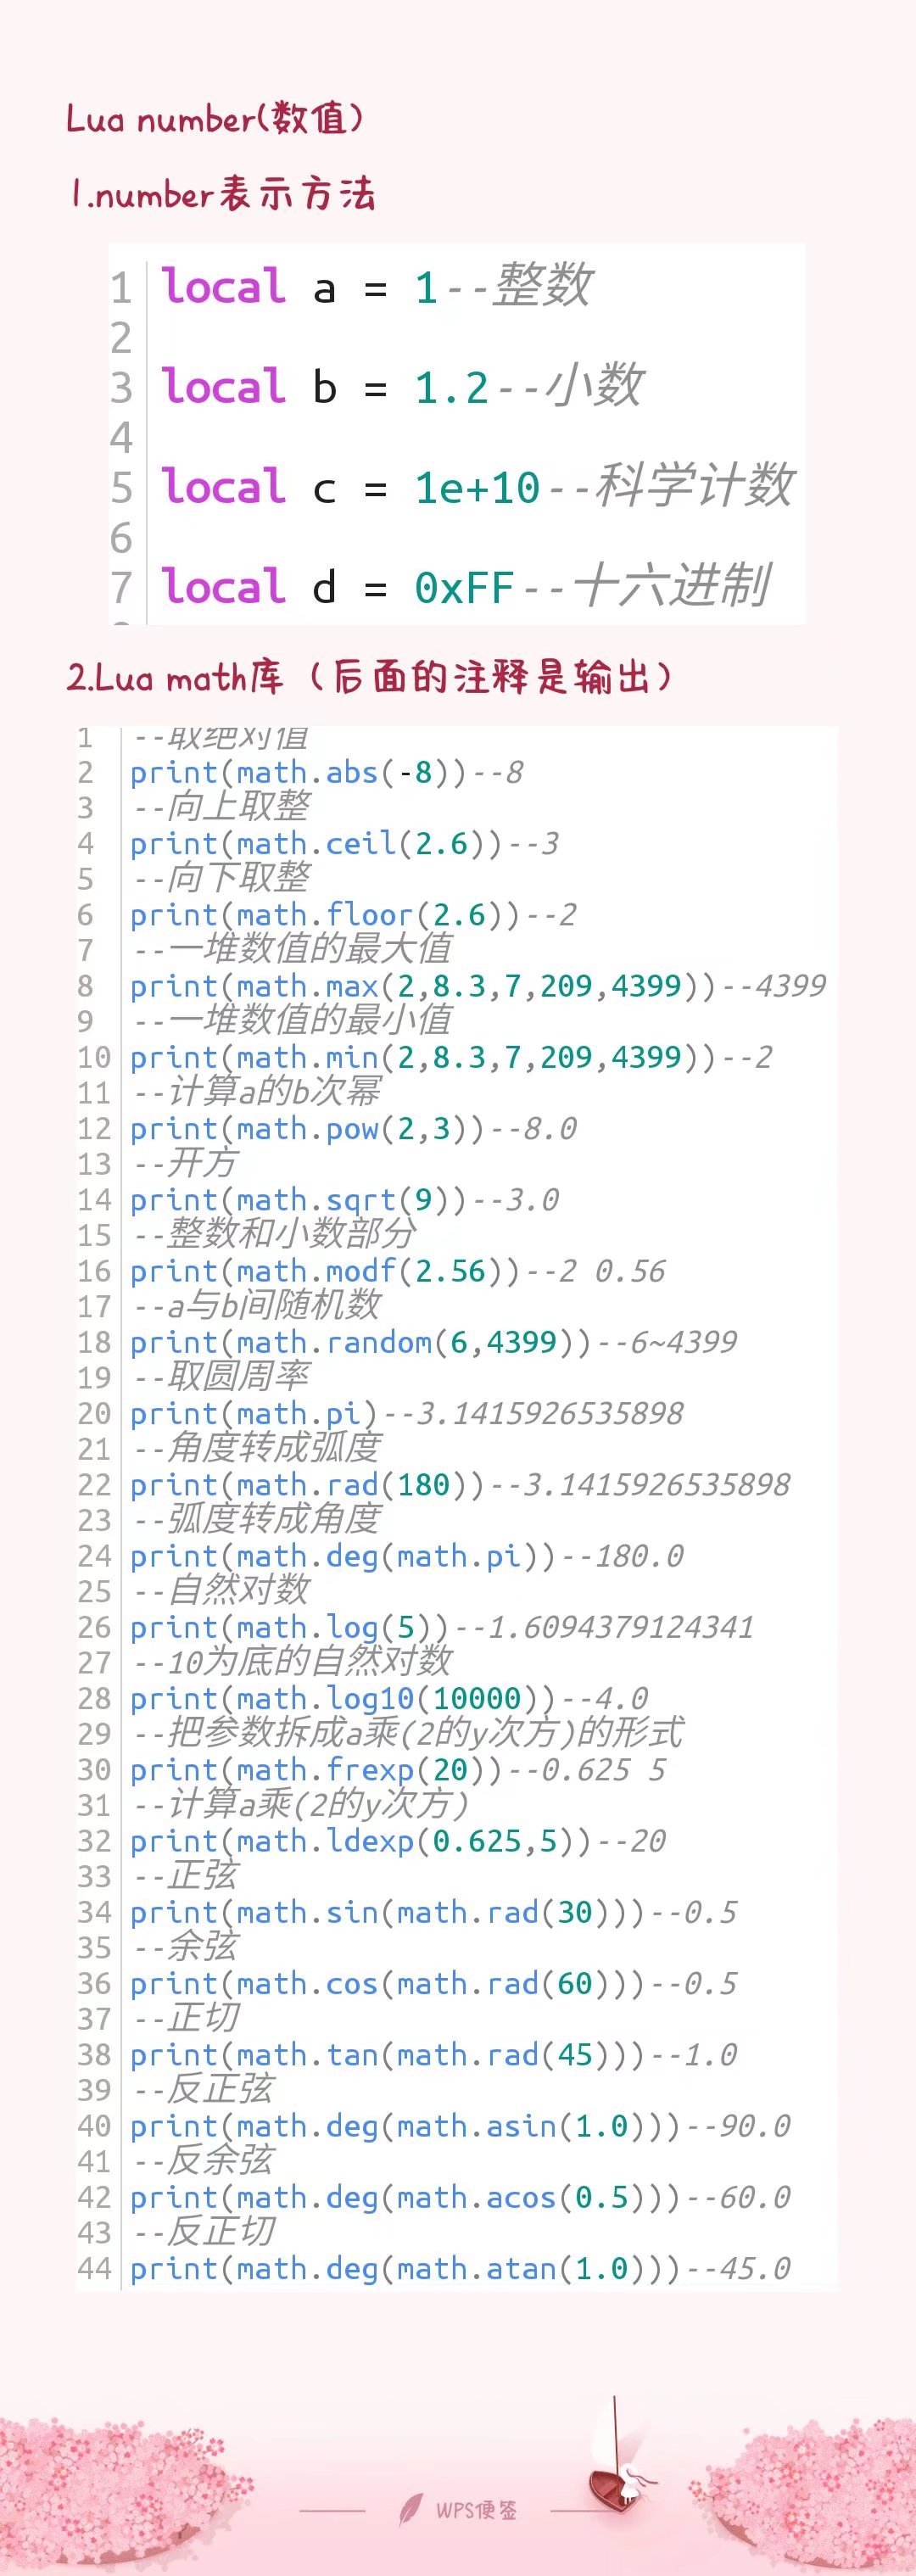 Lua number(数值)
1.number表示方法
1 local a = 1--整数
2
3 local b = 1.2--小数
4
5 local c = 1e+10--科学计数
6
7 local d = 0xFF--十六进制
2.Lua math库（后面的注释是输出）
1 --取绝对值
2 print(math.abs(-8))--8
3 --向上取整
4 print(math.ceil(2.6))--3
5 --向下取整
6 print(math.floor(2.6))--2
7 --一堆数值的最大值
8 print(math.max(2,8.3,7,209,4399))--4399
9 --一堆数值的最小值
10 print(math.min(2,8.3,7,209,4399))--2
11 --计算a的b次幂
12 print(math.pow(2,3))--8.0
13 --开方
14 print(math.sqrt(9))--3.0
15 --整数和小数部分
16 print(math.modf(2.56))--2 0.56
17 --a与b间随机数
18 print(math.random(6,4399))--6~4399
19 --取圆周率
20 print(math.pi)--3.1415926535898
21 --角度转成弧度
22 print(math.rad(180))--3.1415926535898
23 --弧度转成角度
24 print(math.deg(math.pi))--180.0
25 --自然对数
26 print(math.log(5))--1.6094379124341
27 --10为底的自然对数
28 print(math.log10(10000))--4.0
29 --把参数拆成a乘(2的y次方)的形式
30 print(math.frexp(20))--0.625 5
31 --计算a乘(2的y次方)
32 print(math.ldexp(0.625,5))--20
33 --正弦
34 print(math.sin(math.rad(30)))--0.5
35 --余弦
36 print(math.cos(math.rad(60)))--0.5
37 --正切
38 print(math.tan(math.rad(45)))--1.0
39 --反正弦
40 print(math.deg(math.asin(1.0)))--90.0
41 --反余弦
42 print(math.deg(math.acos(0.5)))--60.0
43 --反正切
44 print(math.deg(math.atan(1.0)))--45.0
WPS便签